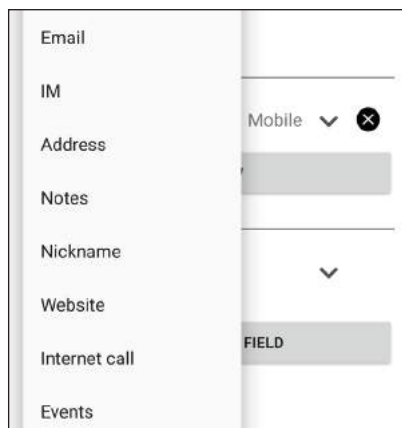 Email
IM
Address
Mobile
Notes
Nickname
Website
Internet call
FIELD
Events